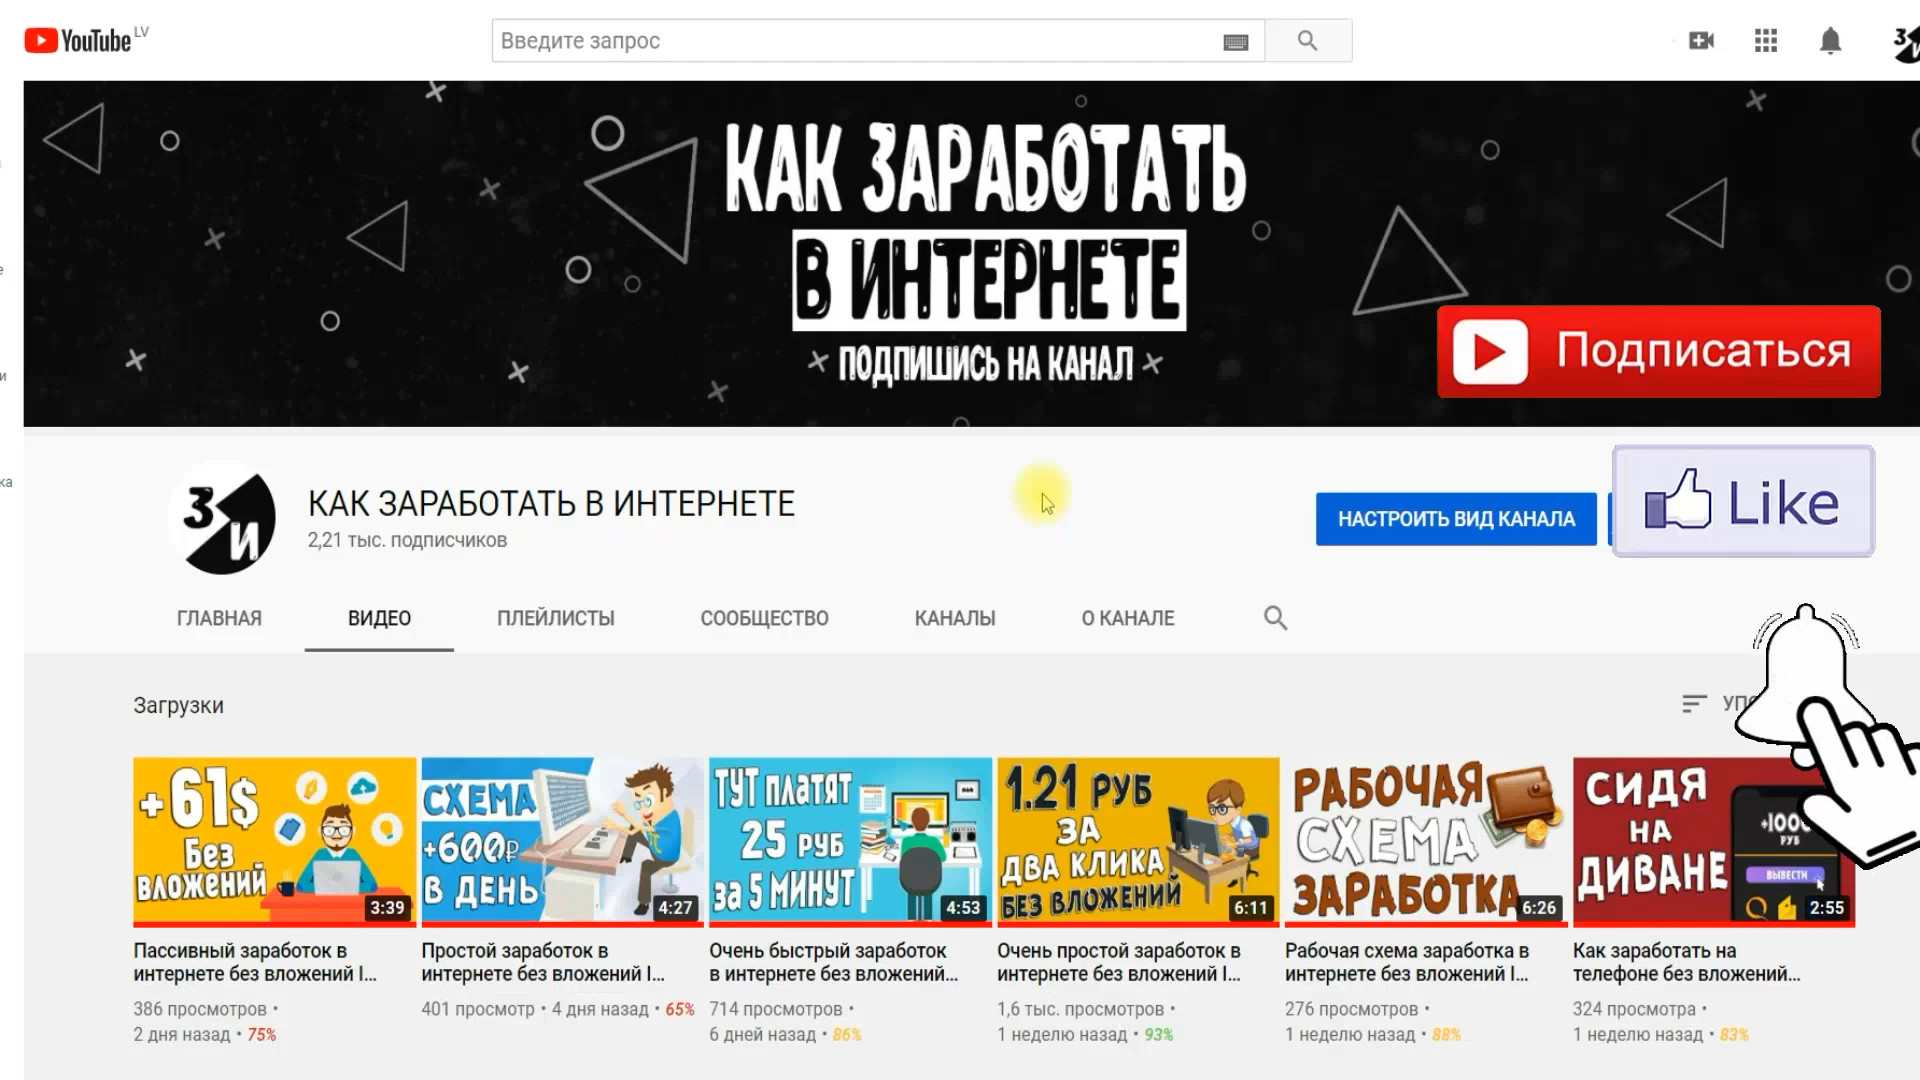 YouTube LV
Введите запрос
ЗИ
КАК ЗАРАБОТАТЬ
В ИНТЕРНЕТЕ
ПОДПИШИСЬ НА КАНАЛ
Подписаться
ЗИ
КАК ЗАРАБОТАТЬ В ИНТЕРНЕТЕ
2,21 тыс. подписчиков
НАСТРОИТЬ ВИД КАНАЛА
Like
ГЛАВНАЯ ВИДЕО ПЛЕЙЛИСТЫ СООБЩЕСТВО КАНАЛЫ О КАНАЛЕ
Загрузки
+61$
Без
вложений
3:39
Пассивный заработок в
интернете без вложений I...
386 просмотров •
2 дня назад • 75%
СХЕМА
+600₽
В ДЕНЬ
4:27
Простой заработок в
интернете без вложений I...
401 просмотр • 4 дня назад • 65%
ТУТ ПЛАТЯТ
25 РУБ
за 5 МИНУТ
4:53
Очень быстрый заработок
в интернете без вложений...
714 просмотров •
6 дней назад • 86%
1.21 РУБ
ЗА
ДВА КЛИКА
БЕЗ ВЛОЖЕНИЙ
6:11
Очень простой заработок в
интернете без вложений I...
1,6 тыс. просмотров •
1 неделю назад • 93%
РАБОЧАЯ
СХЕМА
ЗАРАБОТКА
6:26
Рабочая схема заработка в
интернете без вложений I...
276 просмотров •
1 неделю назад • 88%
СИДЯ
НА
ДИВАНЕ
РУБ
ВЫВЕСТИ
2:55
Как заработать на
телефоне без вложений...
324 просмотра •
1 неделю назад • 83%